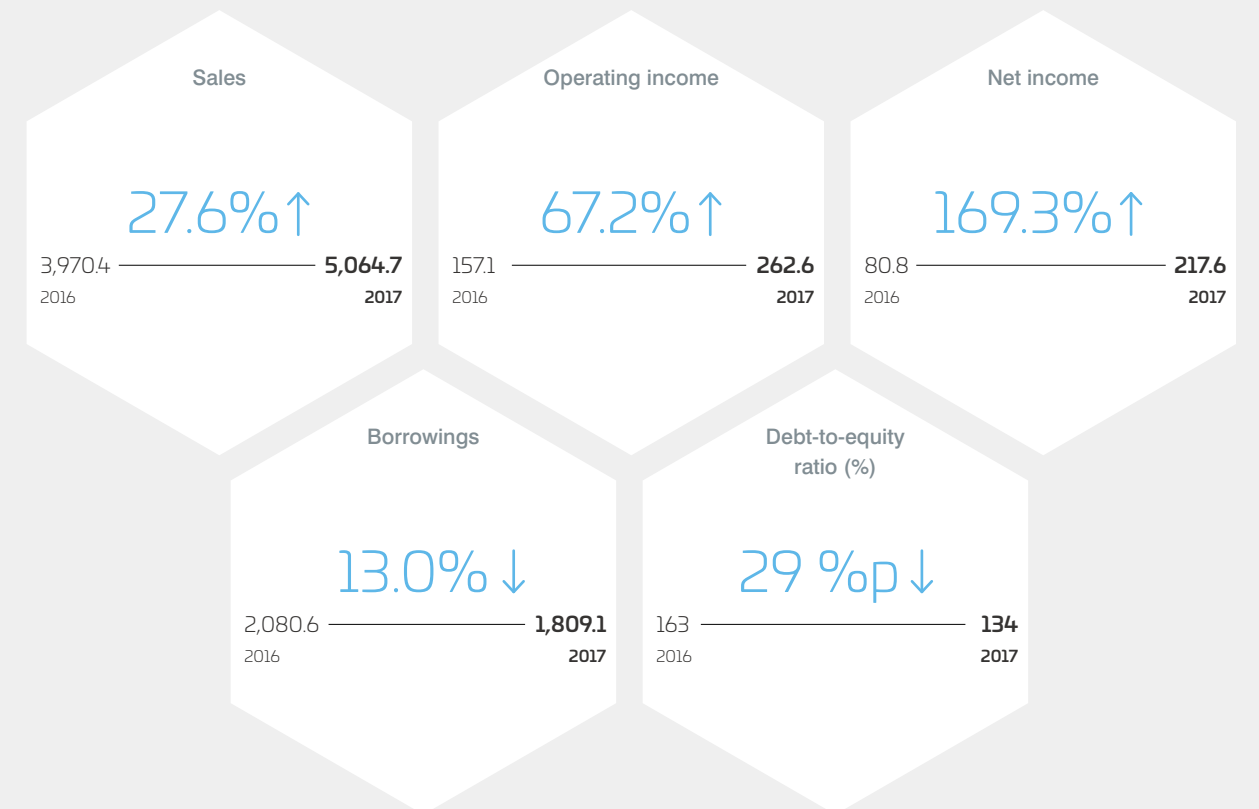 Sales
27.6%↑
3,970.4 5,064.7
2016 2017
Operating income
67.2%↑
157.1 262.6
2016 2017
Net income
169.3%↑
80.8 217.6
2016 2017
Borrowings
13.0%↓
2,080.6 1,809.1
2016 2017
Debt-to-equity
ratio (%)
29 %p↓
163 134
2016 2017